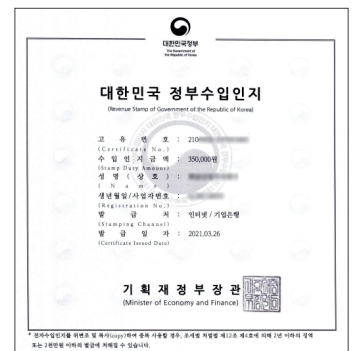 대한민국정부
The Government of
the Republic of Korea
대한민국 정부수입인지
(Revenue Stamp of Government of the Republic of Korea)
고 유 번 호 : 210
(Certificate No.)
수 입 인 지 금 액 : 350,000원
(Stamp Duty Amount)
성 명 ( 상 호 ) :
( N a m e )
생년월일/사업자번호 :
(Registration No.)
발 급 처 : 인터넷 / 기업은행
(Stamping Channel)
발 급 일 자 : 2021.03.26
(Certificate Issued Date)
기 획 재 정 부 장 관
(Minister of Economy and Finance)
* 전자수입인지를 위변조 및 복사(copy)하여 중복 사용할 경우, 조세범 처벌법 제12조 제4호에 의해 2년 이하의 징역
또는 2천만원 이하의 벌금에 처해질 수 있습니다.